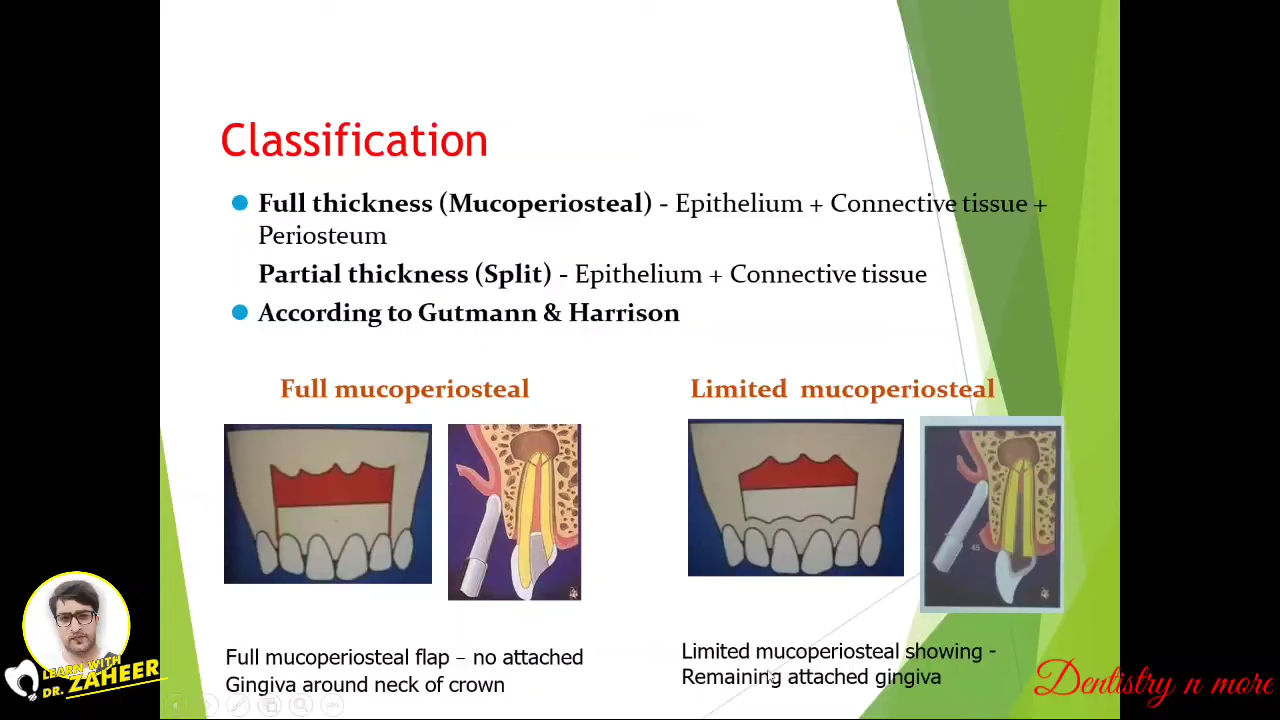 Classification
Full thickness (Mucoperiosteal) - Epithelium + Connective tissue +
Periosteum
Partial thickness (Split) - Epithelium + Connective tissue
According to Gutmann & Harrison
Full mucoperiosteal
Limited mucoperiosteal
45
Full mucoperiosteal flap – no attached
Gingiva around neck of crown
Limited mucoperiosteal showing -
Remaining attached gingiva
LEARN WITH
DR. ZAHEER
Dentistry n more